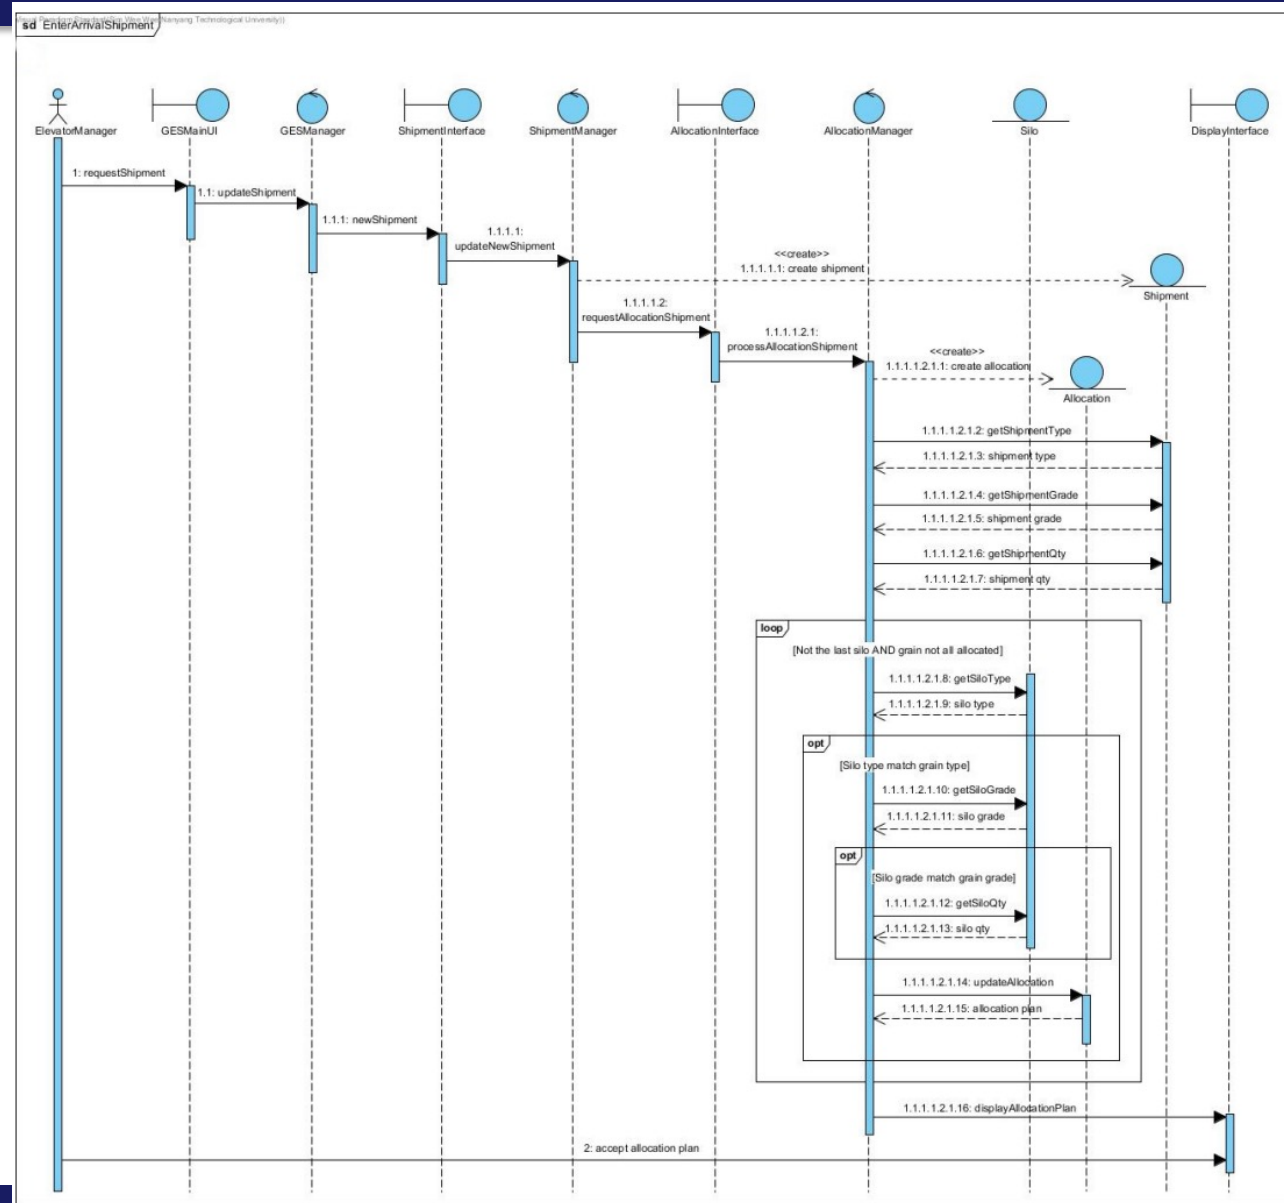 sd EnterArrivalShipment
ElevatorManager
GESMainUI
GESManager
ShipmentInterface
ShipmentManager
AllocationInterface
AllocationManager
Silo
DisplayInterface
1: requestShipment
1.1: updateShipment
1.1.1: newShipment
1.1.1.1:
updateNewShipment
<<create>>
1.1.1.1.1: create shipment
Shipment
1.1.1.1.2:
requestAllocationShipment
1.1.1.1.2.1:
processAllocationShipment
<<create>>
1.1.1.1.2.1.1: create allocation
Allocation
1.1.1.1.2.1.2: getShipmentType
1.1.1.1.2.1.3: shipment type
1.1.1.1.2.1.4: getShipmentGrade
1.1.1.1.2.1.5: shipment grade
1.1.1.1.2.1.6: getShipmentQty
1.1.1.1.2.1.7: shipment qty
loop
[Not the last silo AND grain not all allocated]
1.1.1.1.2.1.8: getSiloType
1.1.1.1.2.1.9: silo type
opt
[Silo type match grain type]
1.1.1.1.2.1.10: getSiloGrade
1.1.1.1.2.1.11: silo grade
opt
[Silo grade match grain grade]
1.1.1.1.2.1.12: getSiloQty
1.1.1.1.2.1.13: silo qty
1.1.1.1.2.1.14: updateAllocation
1.1.1.1.2.1.15: allocation plan
1.1.1.1.2.1.16: displayAllocationPlan
2: accept allocation plan